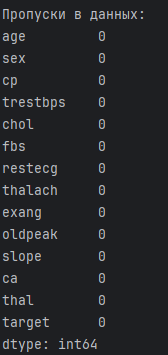 Пропуски в данных:
age 0
sex 0
cp 0
trestbps 0
chol 0
fbs 0
restecg 0
thalach 0
exang 0
oldpeak 0
slope 0
ca 0
thal 0
target 0
dtype: int64